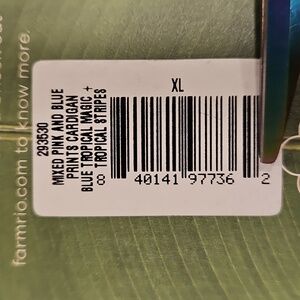 farmrio.com to know more.
293530
MIXED PINK AND BLUE
PRINTS CARDIGAN
BLUE TROPICAL MAGIC +
TROPICAL STRIPES
XL
8 40141 97736 2